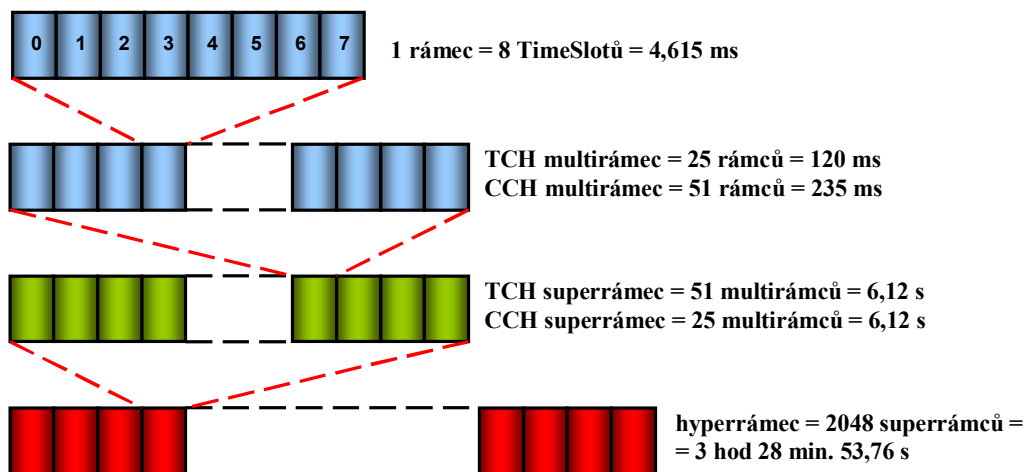 0 1 2 3 4 5 6 7
1 rámec = 8 TimeSlotů = 4,615 ms
TCH multirámec = 25 rámců = 120 ms
CCH multirámec = 51 rámců = 235 ms
TCH superrámec = 51 multirámců = 6,12 s
CCH superrámec = 25 multirámců = 6,12 s
hyperrámec = 2048 superrámců =
= 3 hod 28 min. 53,76 s